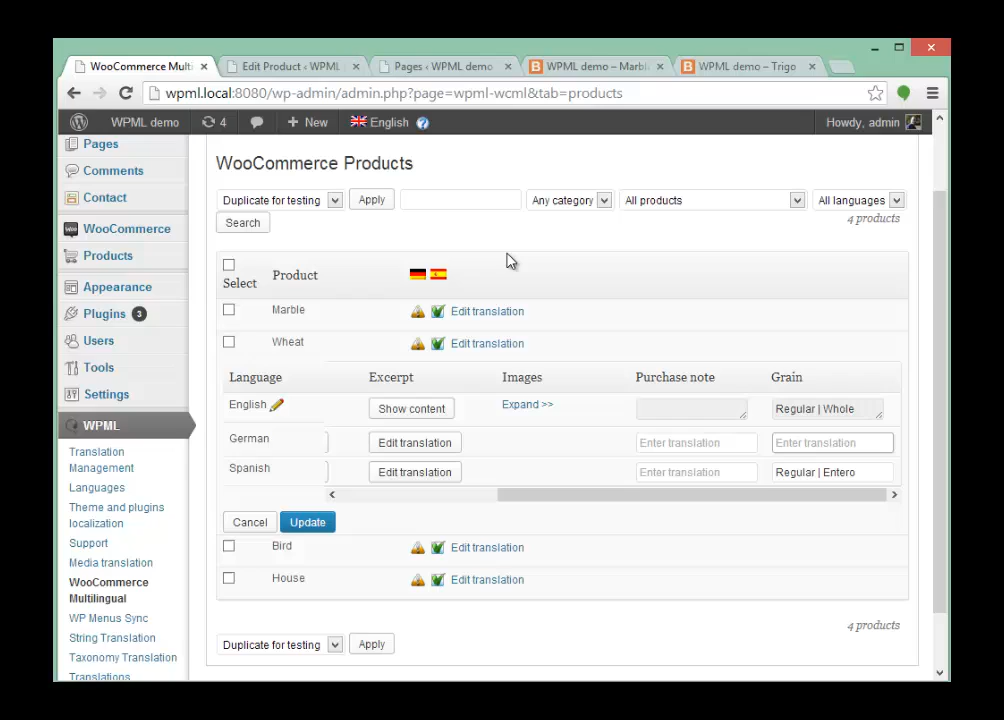 WooCommerce Multi
Edit Product ‹ WPML
Pages ‹ WPML demo
WPML demo – Marbl
WPML demo – Trigo
wpml.local:8080/wp-admin/admin.php?page=wpml-wcml&tab=products
WPML demo
4
+ New
English
Howdy, admin
Pages
Comments
Contact
WooCommerce
Products
Appearance
Plugins 3
Users
Tools
Settings
WPML
Translation
Management
Languages
Theme and plugins
localization
Support
Media translation
WooCommerce
Multilingual
WP Menus Sync
String Translation
Taxonomy Translation
Translations
WooCommerce Products
Duplicate for testing Apply Any category All products All languages
Search
4 products
Select Product
Marble Edit translation
Wheat Edit translation
Language Excerpt Images Purchase note Grain
English Show content Expand >> Regular | Whole
German Edit translation Enter translation Enter translation
Spanish Edit translation Enter translation Regular | Entero
Cancel Update
Bird Edit translation
House Edit translation
4 products
Duplicate for testing Apply